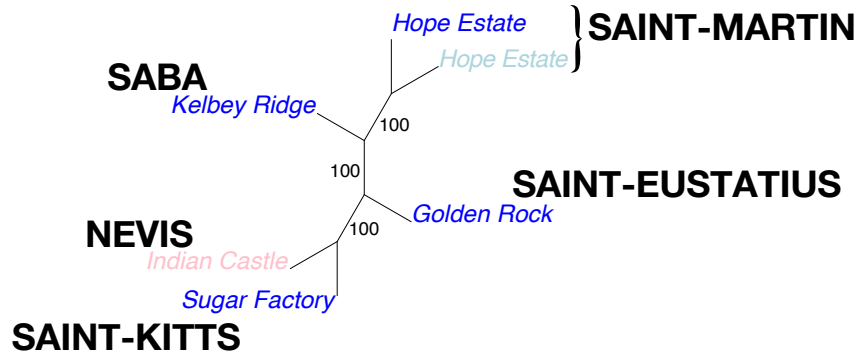 Hope Estate
} SAINT-MARTIN
Hope Estate
SABA
Kelbey Ridge
100
100
SAINT-EUSTATIUS
Golden Rock
100
NEVIS
Indian Castle
Sugar Factory
SAINT-KITTS